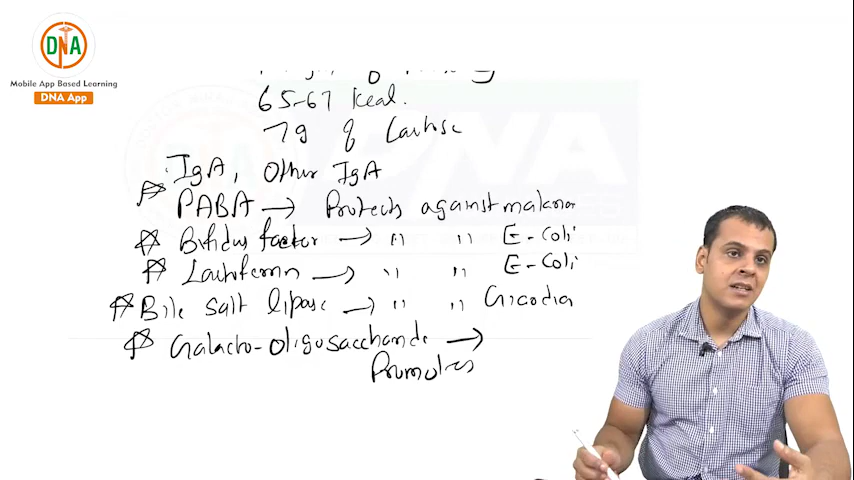 DNA
Mobile App Based Learning
DNA App
65-67 Kcal.
7g of Lactose
IgA, Other IgA
PABA → Protects against malaria
Bifidus factor → " " E-Coli
Lactoferrin → " " E-Coli
Bile Salt lipase → " " Giardia
Galacto-oligosaccharide →
Promotes